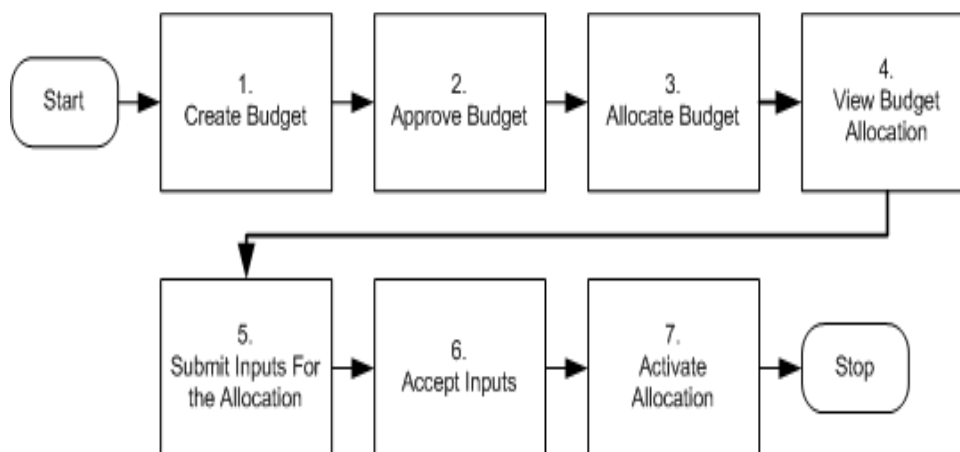 Start
1.
Create Budget
2.
Approve Budget
3.
Allocate Budget
4.
View Budget
Allocation
5.
Submit Inputs For
the Allocation
6.
Accept Inputs
7.
Activate
Allocation
Stop